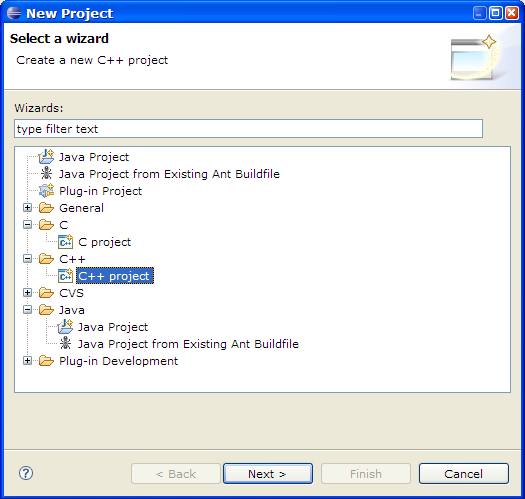 New Project
Select a wizard
Create a new C++ project
Wizards:
type filter text
Java Project
Java Project from Existing Ant Buildfile
Plug-in Project
General
C
C++ C project
C++
C++ C++ project
CVS
Java
Java Project
Java Project from Existing Ant Buildfile
Plug-in Development
? < Back Next > Finish Cancel